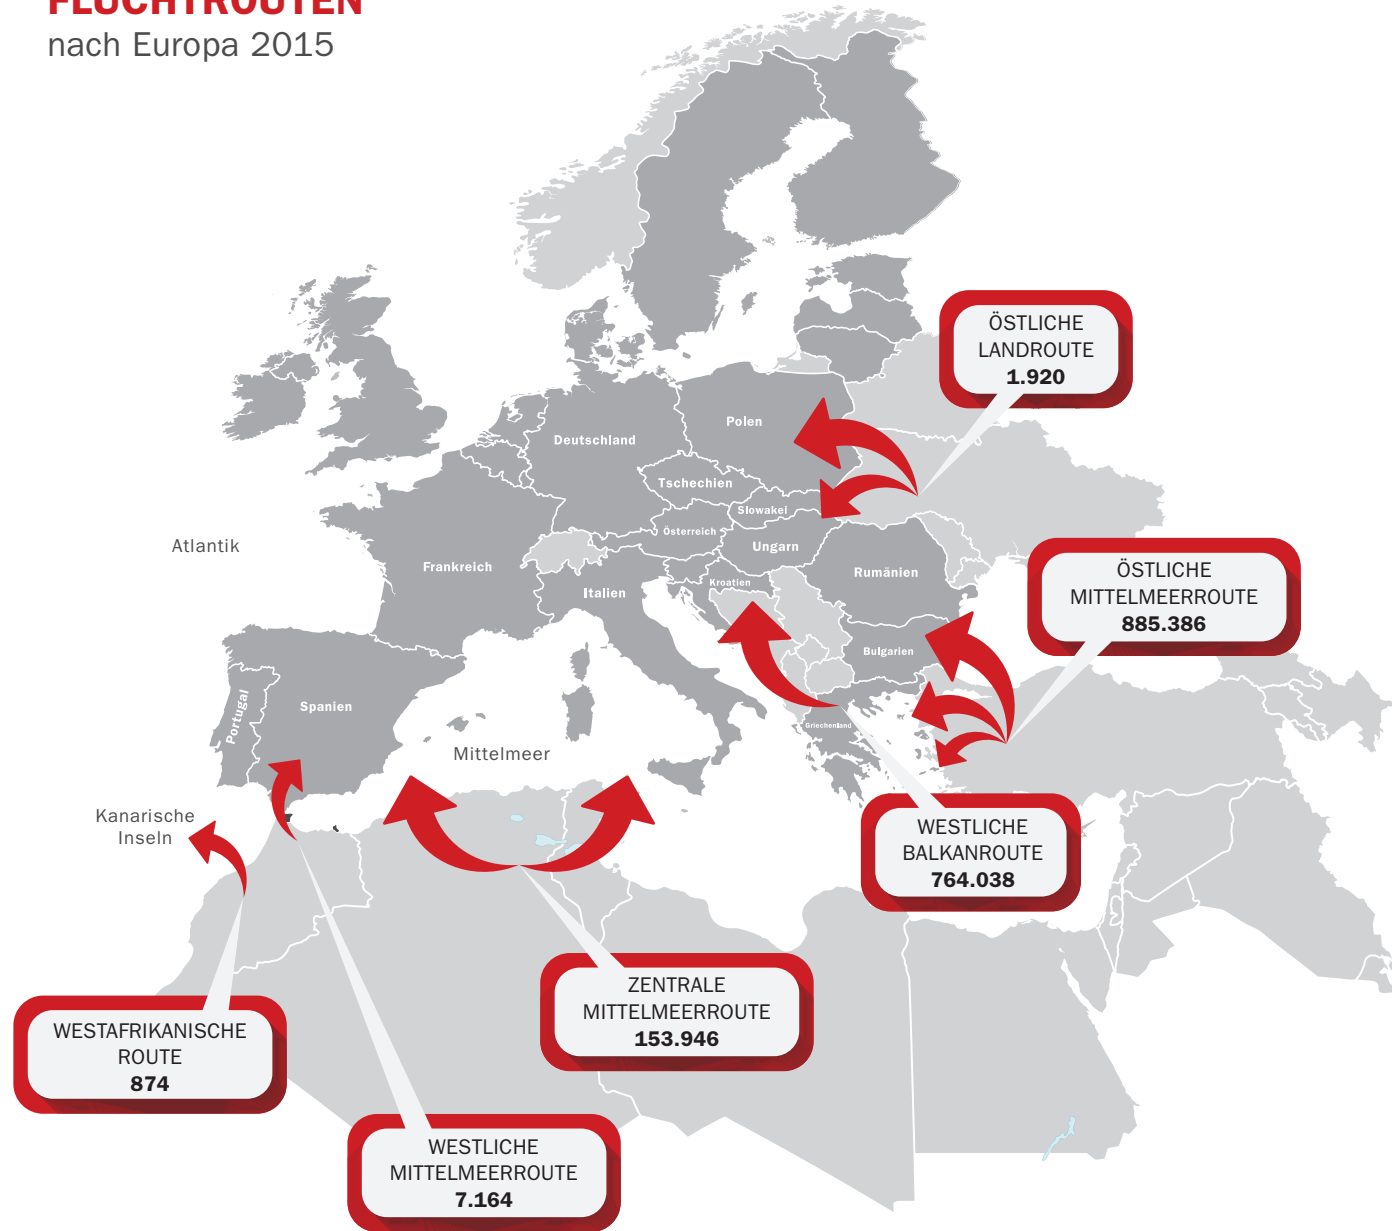 FLUCHTROUTEN
nach Europa 2015
ÖSTLICHE
LANDROUTE
1.920
Polen
Deutschland
Tschechien
Slowakei
Österreich
Ungarn
Atlantik
Frankreich
Rumänien
Kroatien
Italien
ÖSTLICHE
MITTELMEERROUTE
885.386
Bulgarien
Portugal
Spanien
Griechenland
Mittelmeer
Kanarische
Inseln
WESTLICHE
BALKANROUTE
764.038
ZENTRALE
MITTELMEERROUTE
153.946
WESTAFRIKANISCHE
ROUTE
874
WESTLICHE
MITTELMEERROUTE
7.164